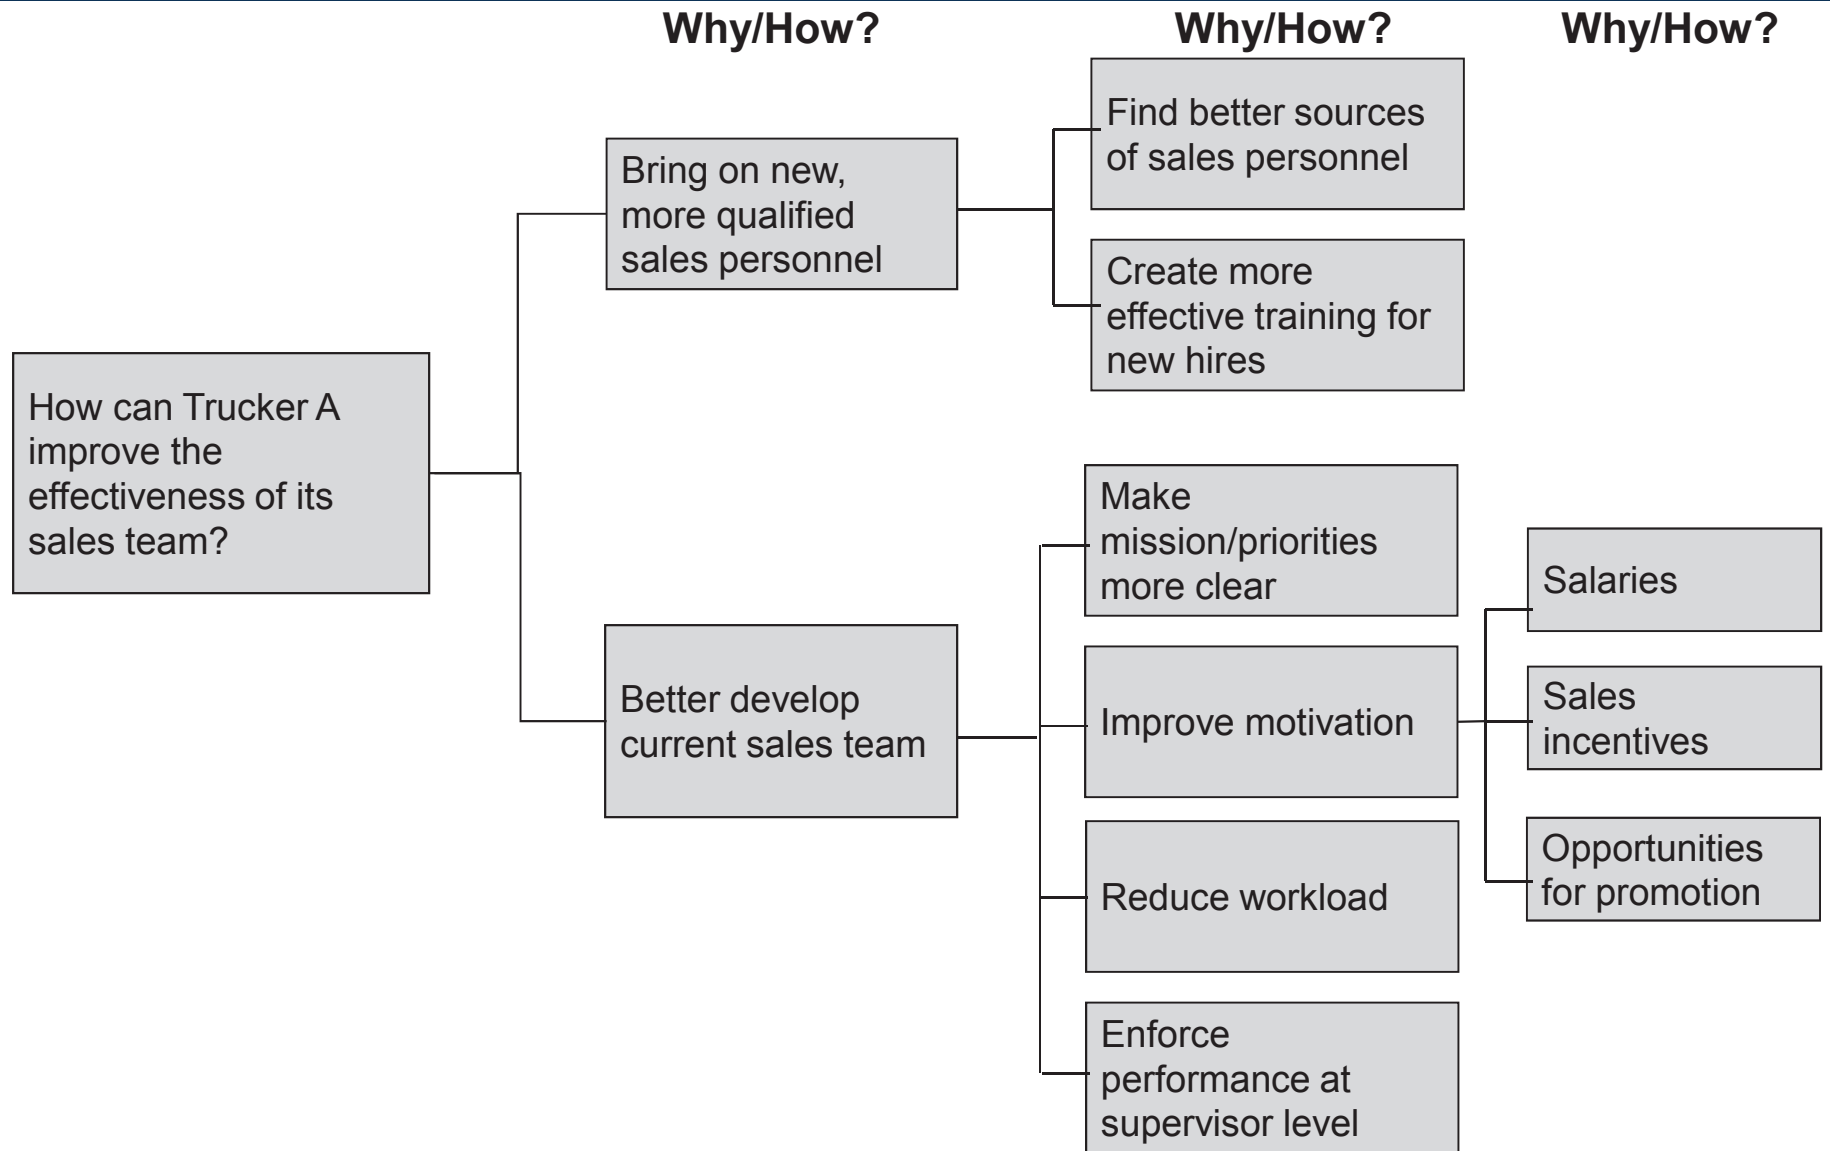 Why/How?
Why/How?
Why/How?
Find better sources
of sales personnel
Bring on new,
more qualified
sales personnel
Create more
effective training for
new hires
How can Trucker A
improve the
effectiveness of its
sales team?
Make
mission/priorities
more clear
Salaries
Better develop
current sales team
Improve motivation
Sales
incentives
Reduce workload
Opportunities
for promotion
Enforce
performance at
supervisor level